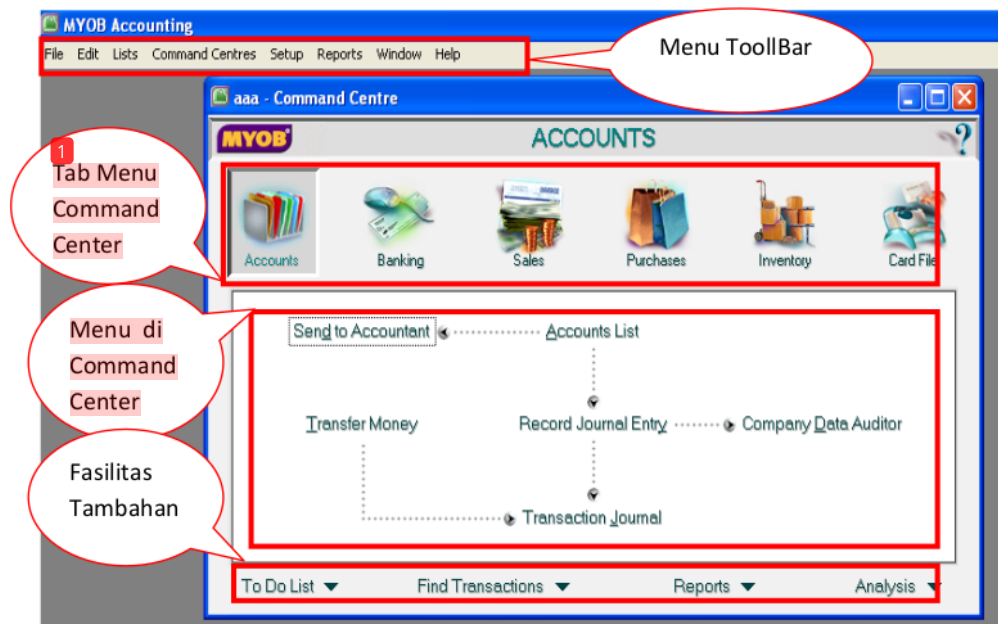 MYOB Accounting
File Edit Lists Command Centres Setup Reports Window Help
Menu ToollBar
aaa - Command Centre
MYOB
ACCOUNTS
?
1
Tab Menu
Command
Center
Accounts Banking Sales Purchases Inventory Card File
Menu di
Command
Center
Send to Accountant Accounts List
Transfer Money Record Journal Entry Company Data Auditor
Transaction Journal
Fasilitas
Tambahan
To Do List Find Transactions Reports Analysis